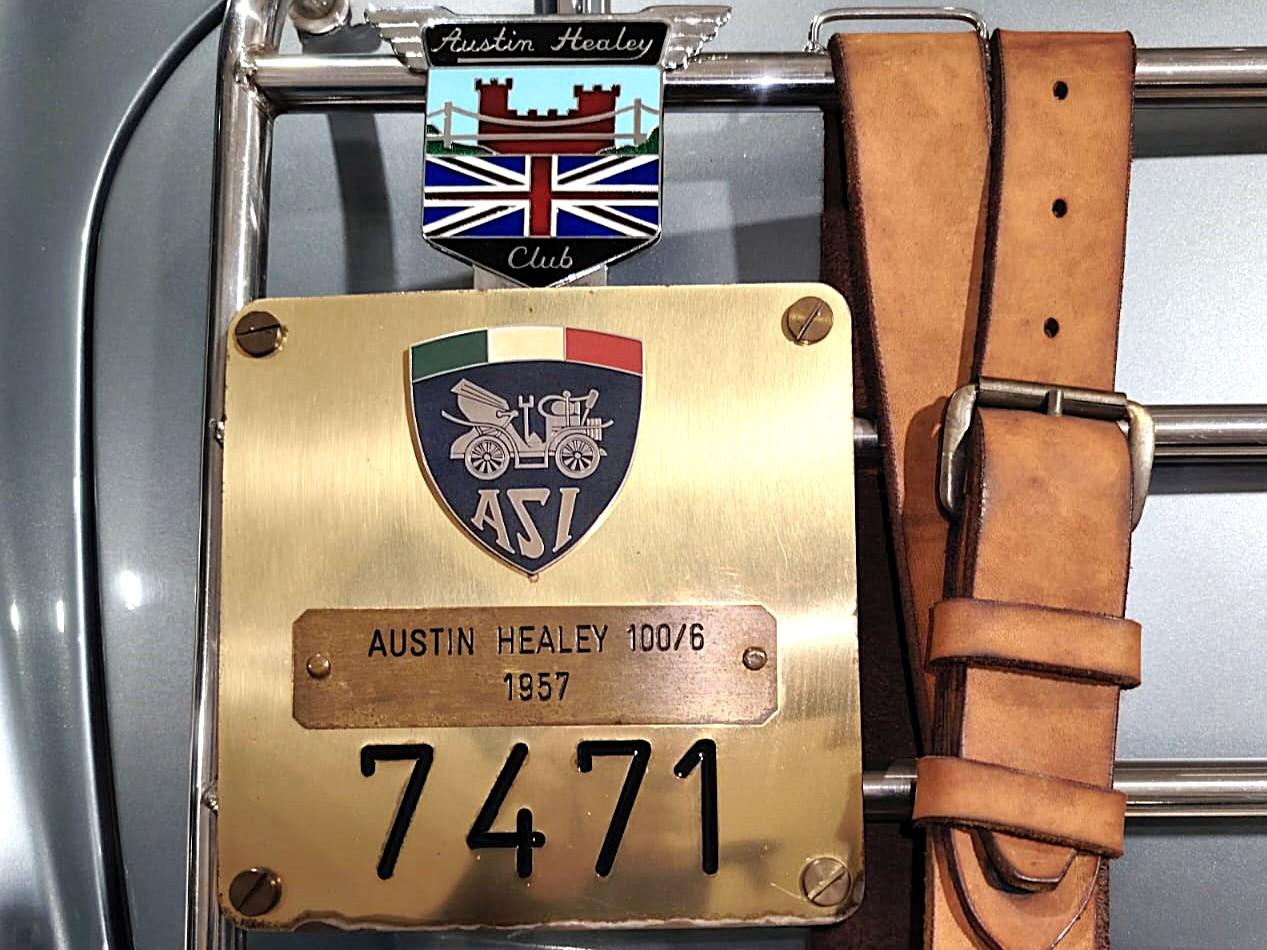 Austin Healey
Club
ASI
AUSTIN HEALEY 100/6
1957
7471